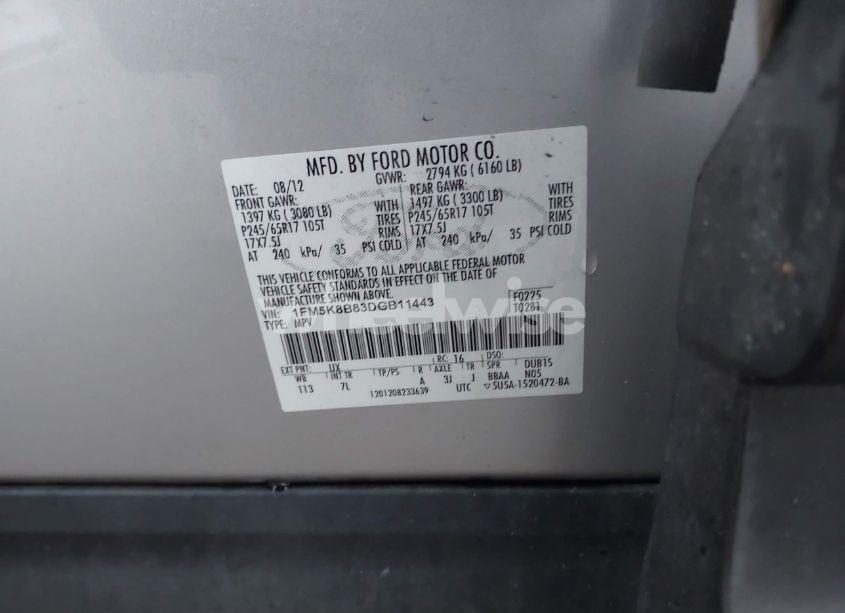 MFD. BY FORD MOTOR CO.
DATE: 08/12 GVWR: 2794 KG ( 6160 LB)
FRONT GAWR: REAR GAWR:
1397 KG ( 3080 LB) WITH 1497 KG ( 3300 LB) WITH
P245/65R17 105T TIRES P245/65R17 105T TIRES
17X7.5J RIMS 17X7.5J RIMS
AT 240 kPa/ 35 PSI COLD AT 240 kPa/ 35 PSI COLD
THIS VEHICLE CONFORMS TO ALL APPLICABLE FEDERAL MOTOR
VEHICLE SAFETY STANDARDS IN EFFECT ON THE DATE OF
MANUFACTURE SHOWN ABOVE.
VIN: 1FM5K8B83DGB11443 F0225
TYPE: MPV T0281
wheelwise
EXT PNT: UX RC: 16 DSO:
WB INT TR TP/PS R AXLE TR SPR DUB15
113 7L A 3J J BBAA N05
1201208233639 UTC ▽5U5A-1520472-BA